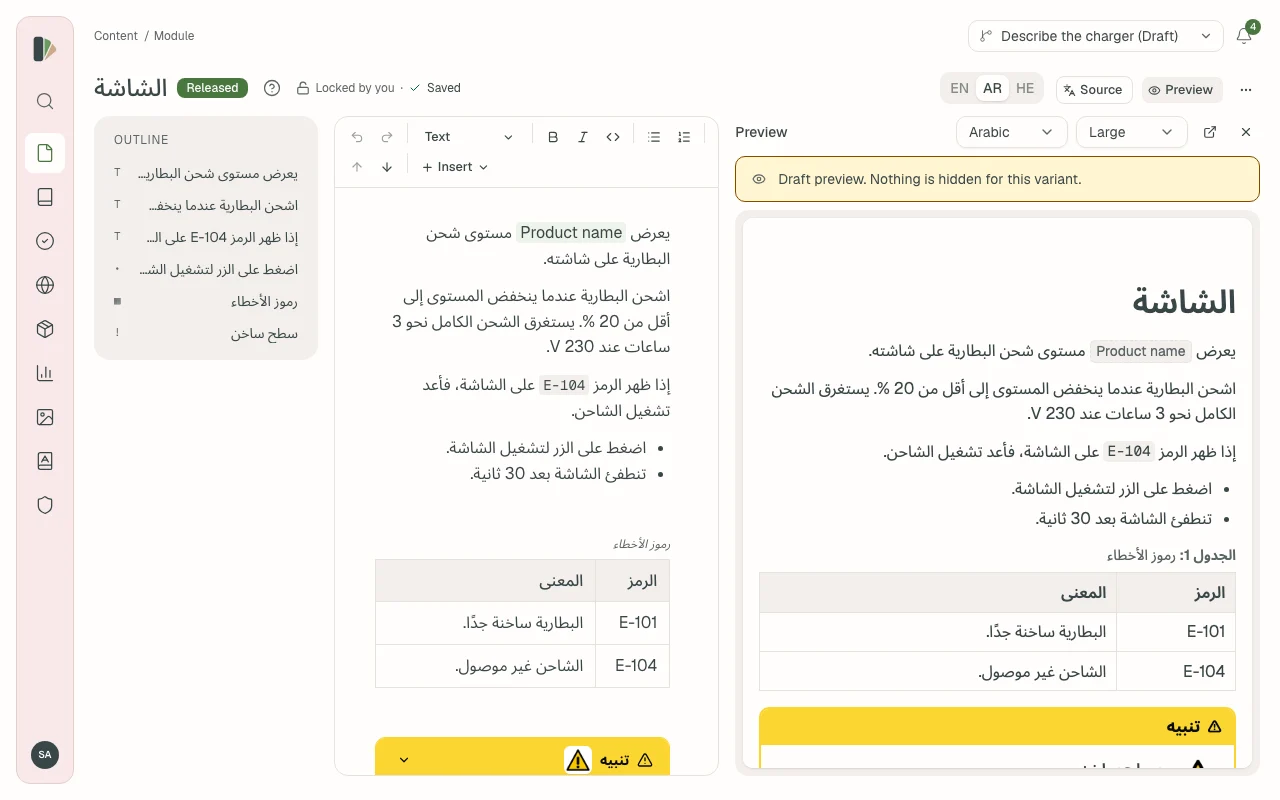 Content / Module
Describe the charger (Draft)
4
الشاشة
Released
Locked by you · Saved
EN AR HE
Source
Preview
OUTLINE
T يعرض مستوى شحن البطاريـ...
T اشحن البطارية عندما ينخفـ...
T إذا ظهر الرمز E-104 على الـ...
اضغط على الزر لتشغيل الشـ...
رموز الأخطاء
! سطح ساخن
SA
Text
B I
Insert
يعرض Product name مستوى شحن
البطارية على شاشته.
اشحن البطارية عندما ينخفض المستوى إلى
أقل من 20 %. يستغرق الشحن الكامل نحو 3
ساعات عند 230 V.
إذا ظهر الرمز E-104 على الشاشة، فأعد
تشغيل الشاحن.
• اضغط على الزر لتشغيل الشاشة.
• تنطفئ الشاشة بعد 30 ثانية.
رموز الأخطاء
الرمز المعنى
E-101 البطارية ساخنة جدًا.
E-104 الشاحن غير موصول.
تنبيه
Preview
Arabic
Large
Draft preview. Nothing is hidden for this variant.
الشاشة
يعرض Product name مستوى شحن البطارية على شاشته.
اشحن البطارية عندما ينخفض المستوى إلى أقل من 20 %. يستغرق الشحن
الكامل نحو 3 ساعات عند 230 V.
إذا ظهر الرمز E-104 على الشاشة، فأعد تشغيل الشاحن.
• اضغط على الزر لتشغيل الشاشة.
• تنطفئ الشاشة بعد 30 ثانية.
الجدول 1: رموز الأخطاء
الرمز المعنى
E-101 البطارية ساخنة جدًا.
E-104 الشاحن غير موصول.
تنبيه